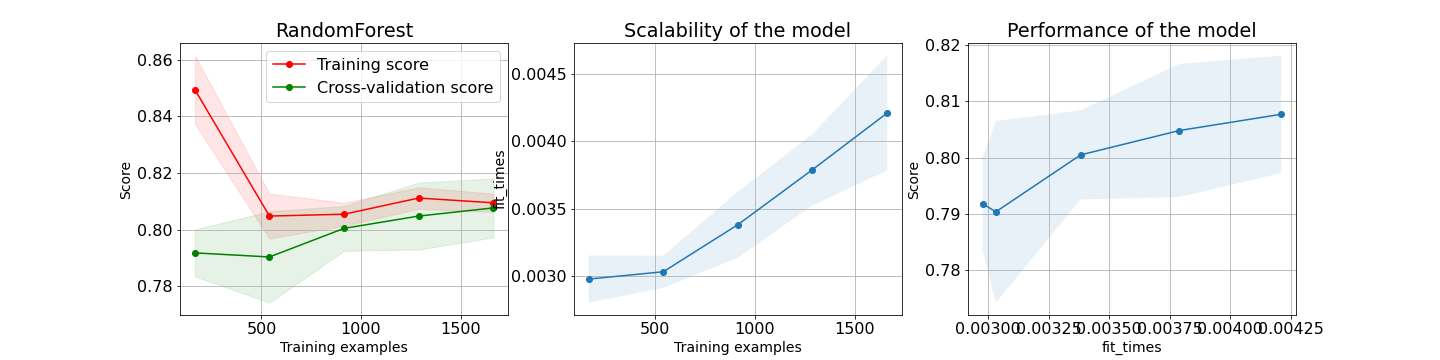 RandomForest
Training score
Cross-validation score
0.86
0.84
0.82
0.80
0.78
Score
500
1000
1500
Training examples
Scalability of the model
0.0045
0.0040
0.0035
0.0030
fit_times
500
1000
1500
Training examples
Performance of the model
0.82
0.81
0.80
0.79
0.78
Score
0.00300
0.00325
0.00350
0.00375
0.00400
0.00425
fit_times